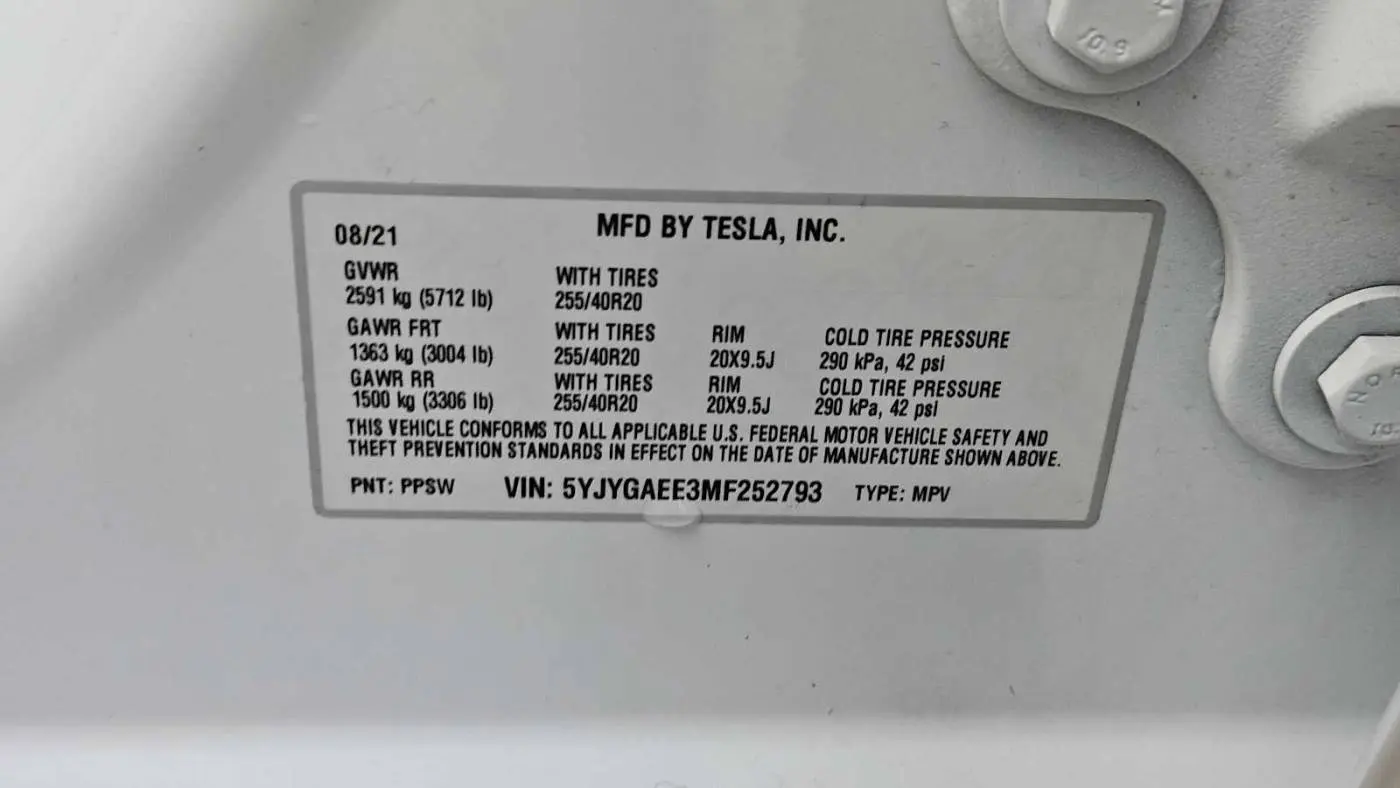 10.9
08/21 MFD BY TESLA, INC.
GVWR WITH TIRES
2591 kg (5712 lb) 255/40R20
GAWR FRT WITH TIRES RIM COLD TIRE PRESSURE
1363 kg (3004 lb) 255/40R20 20X9.5J 290 kPa, 42 psi
GAWR RR WITH TIRES RIM COLD TIRE PRESSURE
1500 kg (3306 lb) 255/40R20 20X9.5J 290 kPa, 42 psi
THIS VEHICLE CONFORMS TO ALL APPLICABLE U.S. FEDERAL MOTOR VEHICLE SAFETY AND
THEFT PREVENTION STANDARDS IN EFFECT ON THE DATE OF MANUFACTURE SHOWN ABOVE.
PNT: PPSW VIN: 5YJYGAEE3MF252793 TYPE: MPV